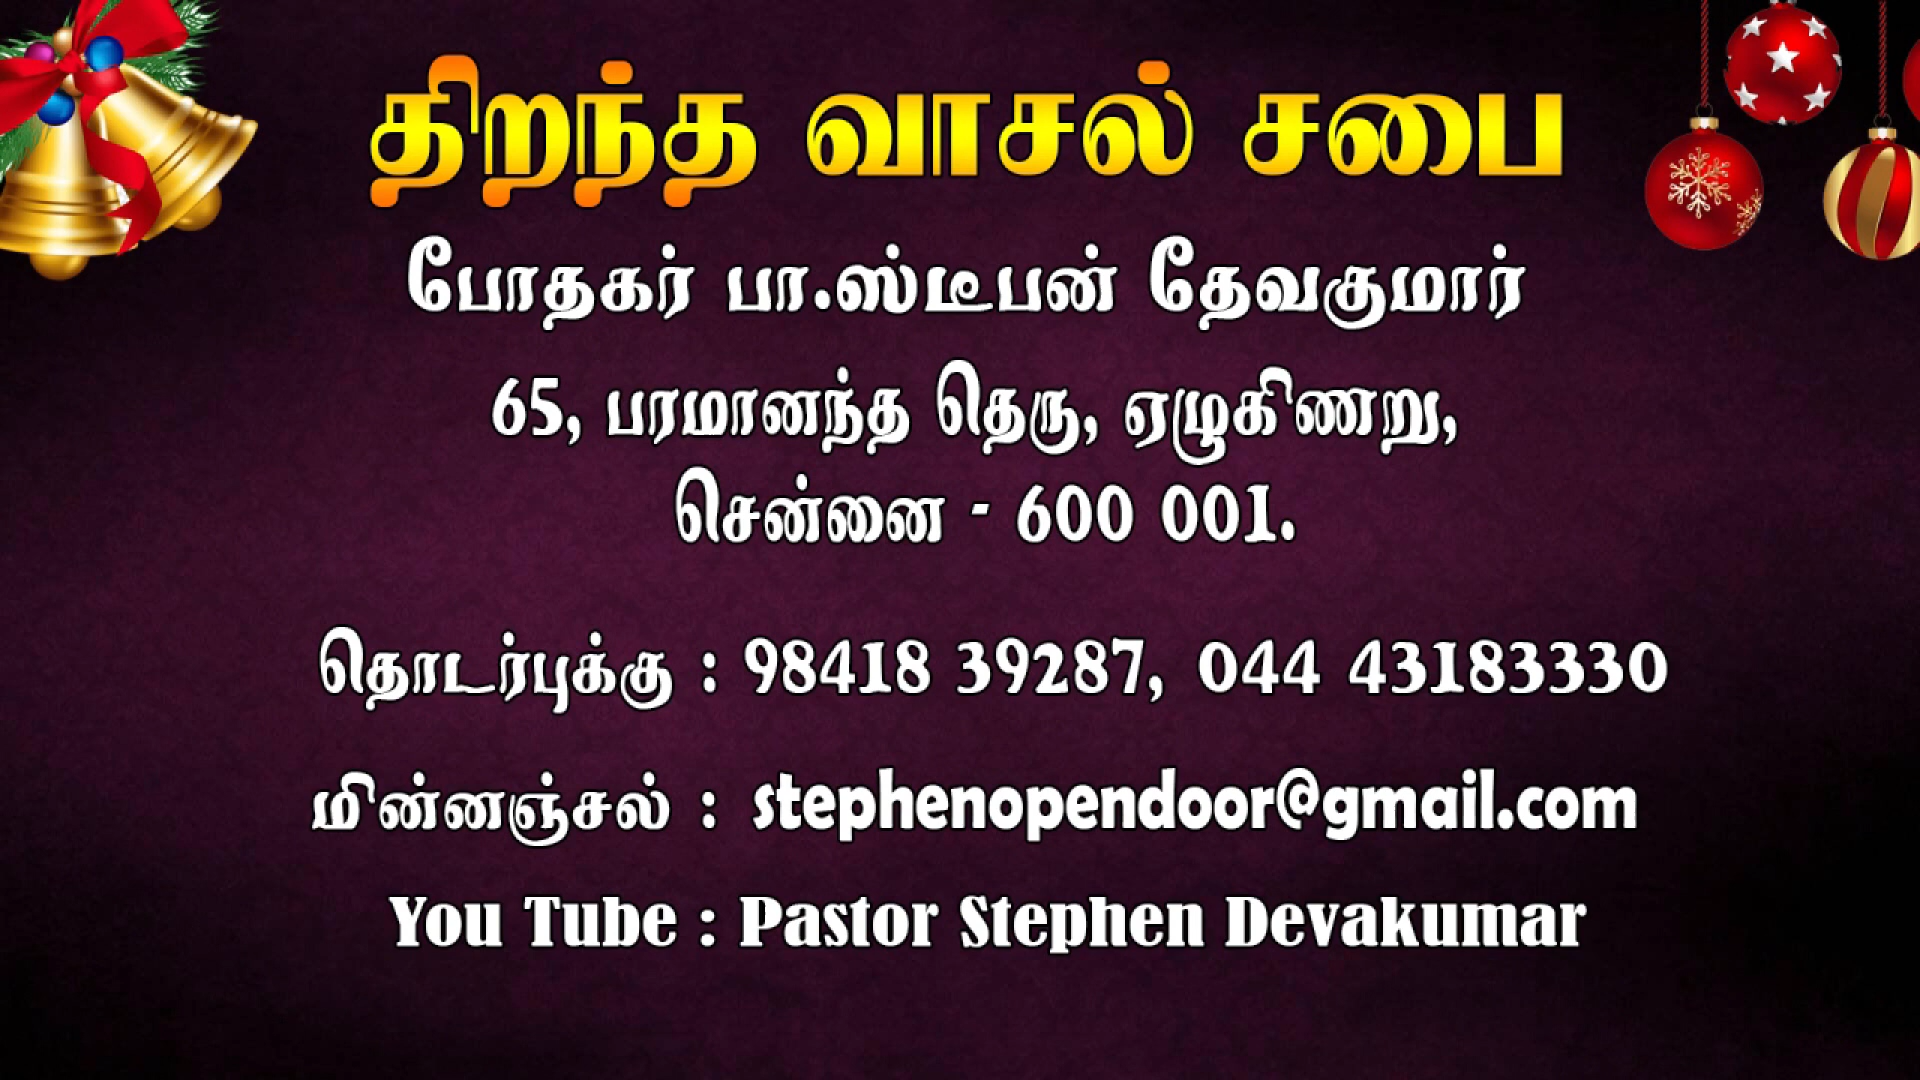 திறந்த வாசல் சபை
போதகர் பா.ஸ்டீபன் தேவகுமார்
65, பரமானந்த தெரு, ஏழுகிணறு,
சென்னை - 600 001.
தொடர்புக்கு : 98418 39287, 044 43183330
மின்னஞ்சல் : stephenopendoor@gmail.com
You Tube : Pastor Stephen Devakumar